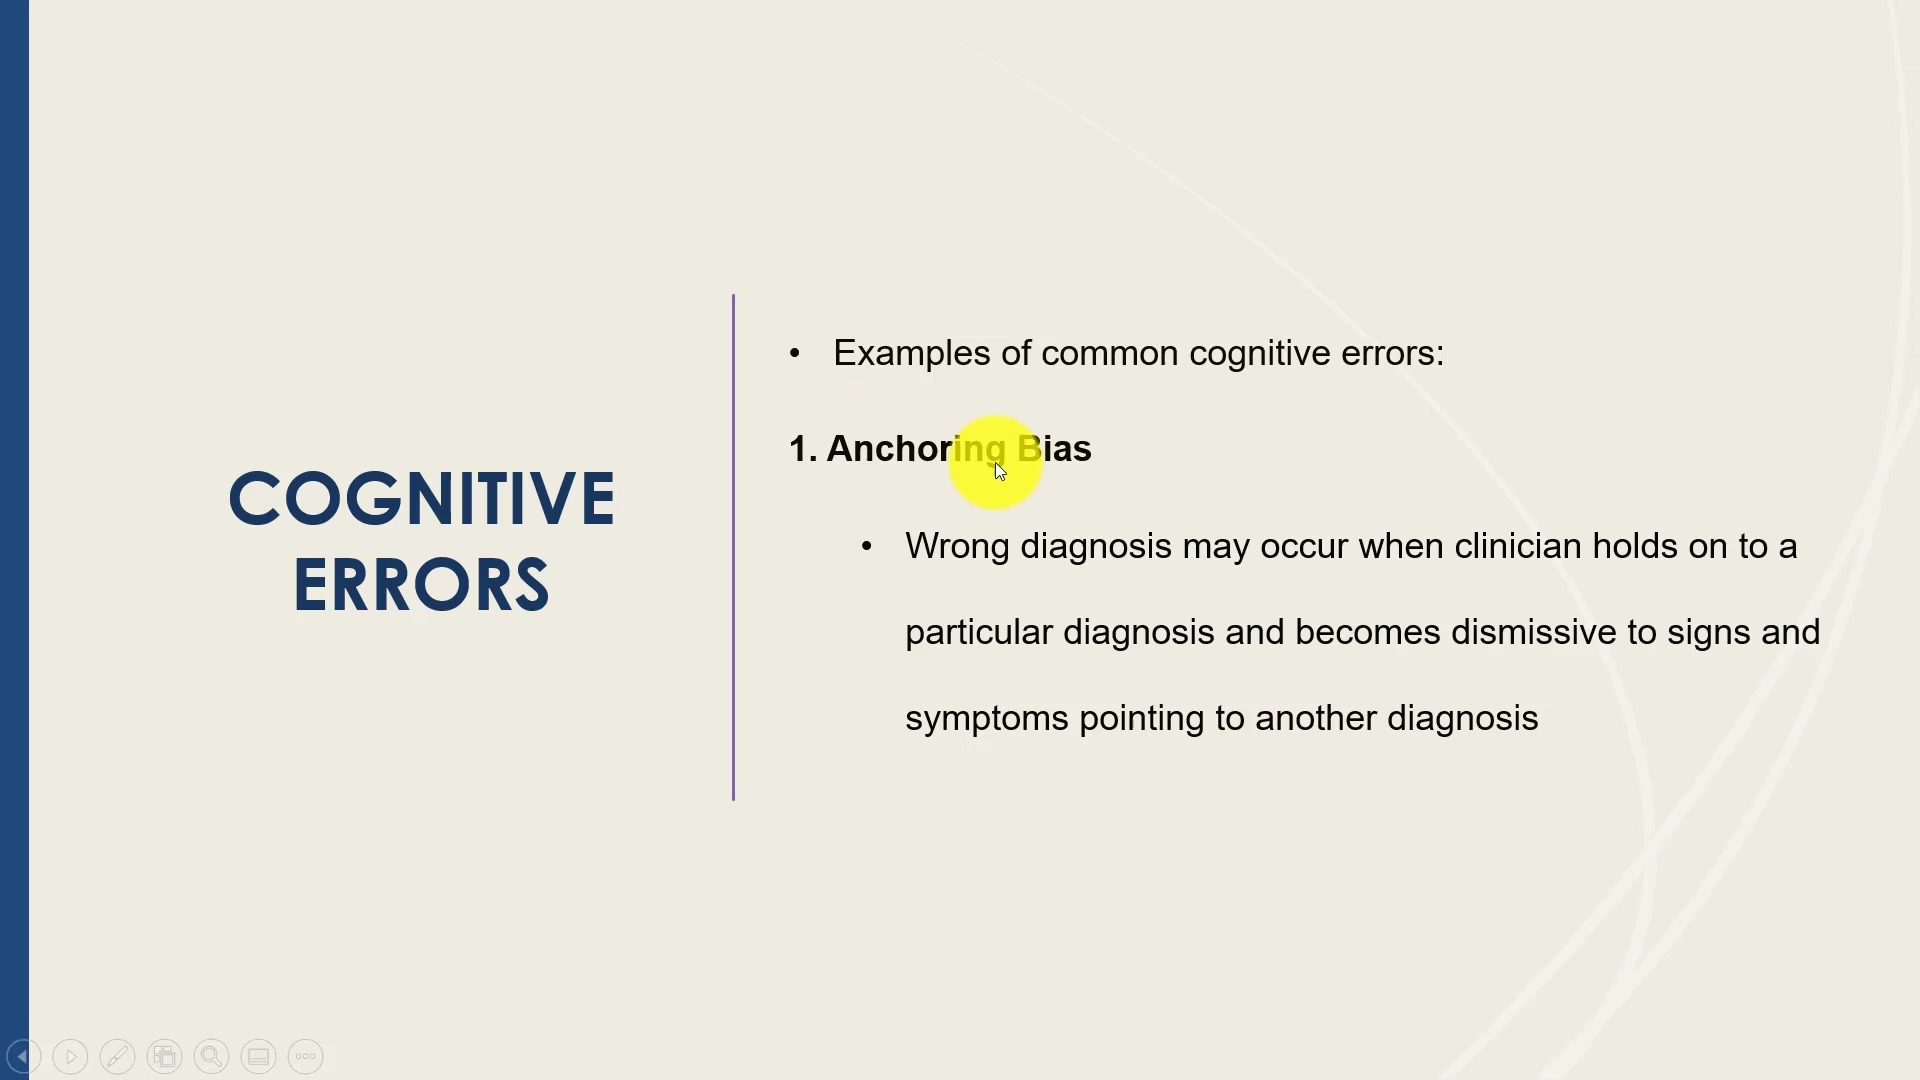 COGNITIVE
ERRORS
• Examples of common cognitive errors:
1. Anchoring Bias
• Wrong diagnosis may occur when clinician holds on to a
particular diagnosis and becomes dismissive to signs and
symptoms pointing to another diagnosis